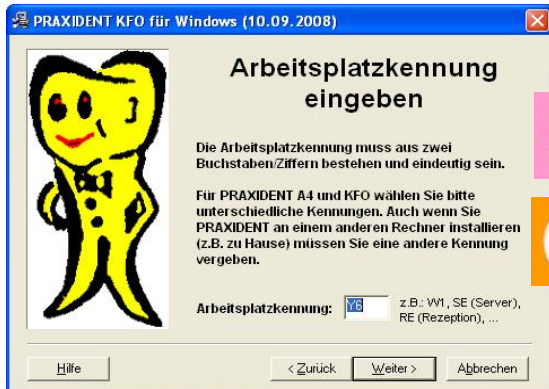 PRAXIDENT KFO für Windows (10.09.2008)
Arbeitsplatzkennung
eingeben
Die Arbeitsplatzkennung muss aus zwei
Buchstaben/Ziffern bestehen und eindeutig sein.
Für PRAXIDENT A4 und KFO wählen Sie bitte
unterschiedliche Kennungen. Auch wenn Sie
PRAXIDENT an einem anderen Rechner installieren
(z.B. zu Hause) müssen Sie eine andere Kennung
vergeben.
Arbeitsplatzkennung: Y6 z.B.: W1, SE (Server),
RE (Rezeption), ...
Hilfe < Zurück Weiter > Abbrechen